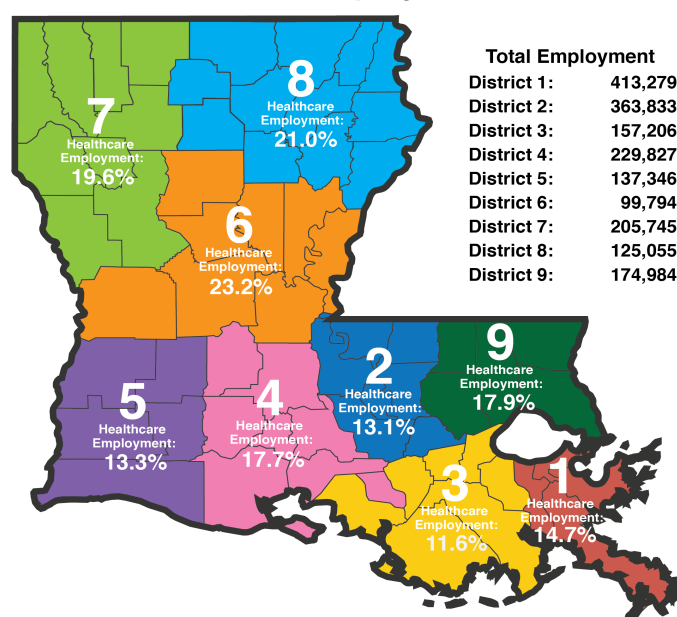 Total Employment
District 1: 413,279
District 2: 363,833
District 3: 157,206
District 4: 229,827
District 5: 137,346
District 6: 99,794
District 7: 205,745
District 8: 125,055
District 9: 174,984
8
Healthcare
Employment:
21.0%
7
Healthcare
Employment:
19.6%
6
Healthcare
Employment:
23.2%
9
Healthcare
Employment:
17.9%
2
Healthcare
Employment:
13.1%
5
Healthcare
Employment:
13.3%
4
Healthcare
Employment:
17.7%
3
Healthcare
Employment:
11.6%
1
Healthcare
Employment:
14.7%